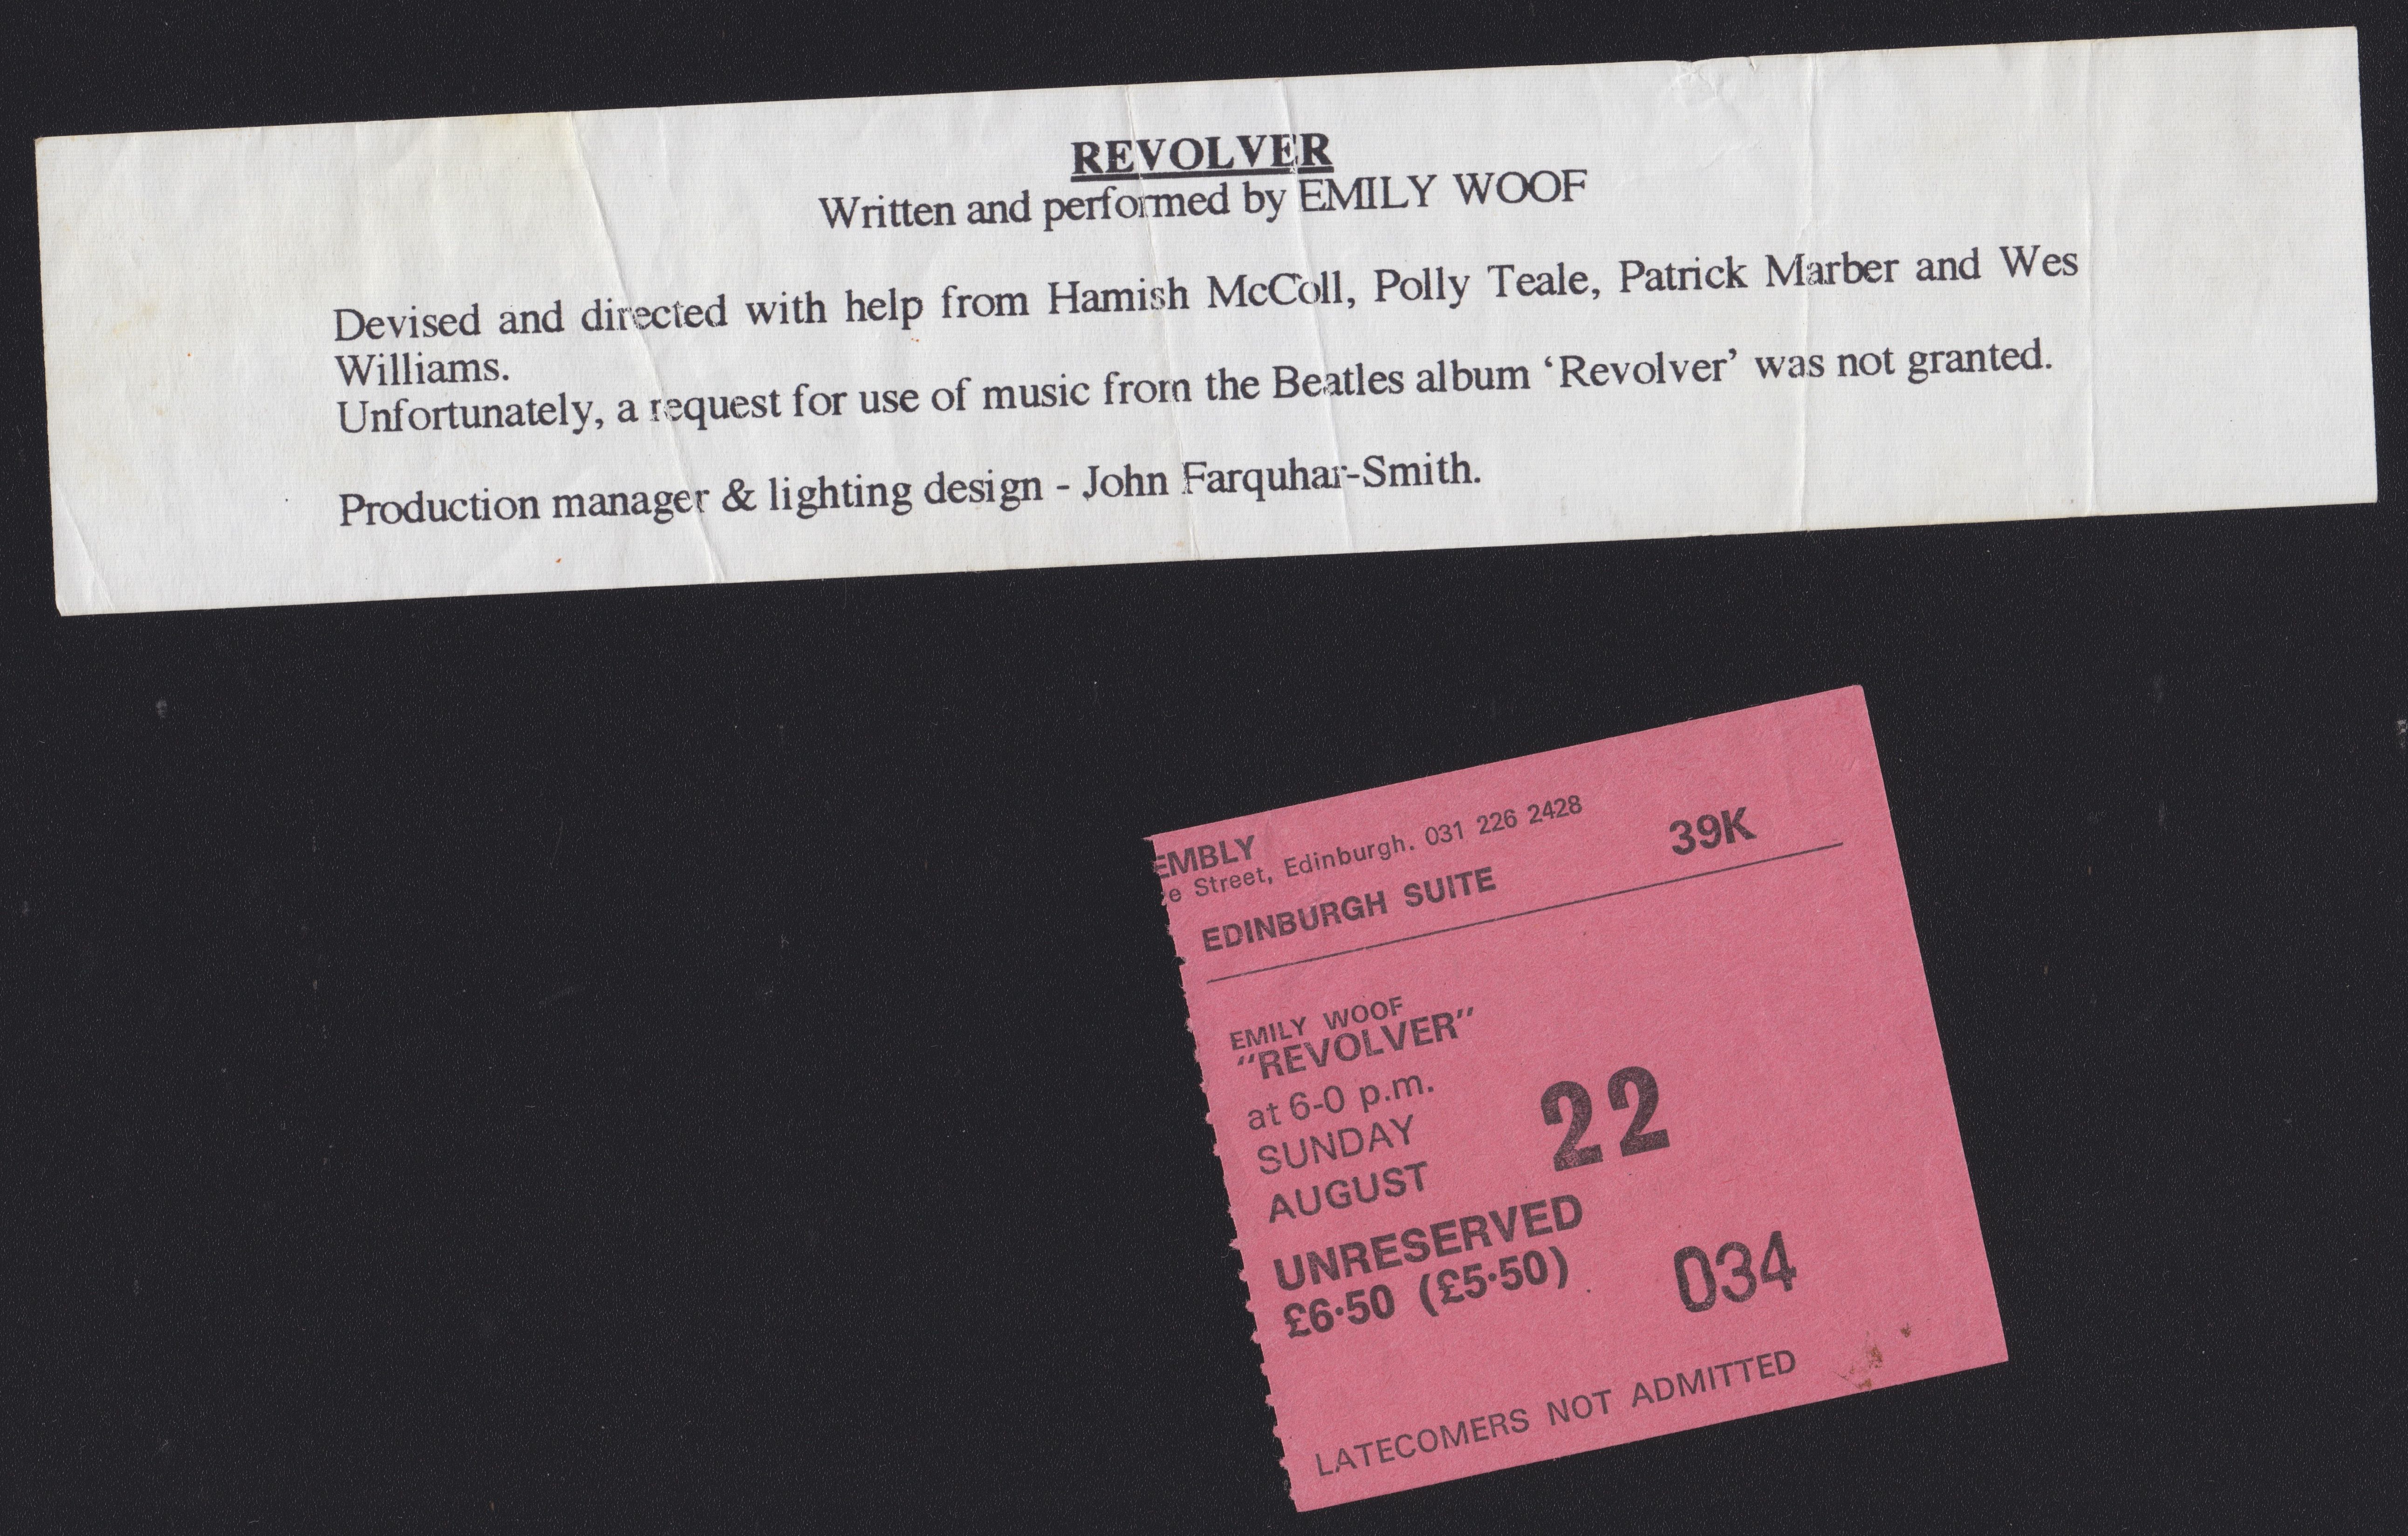 REVOLVER
Written and performed by EMILY WOOF
Devised and directed with help from Hamish McColl, Polly Teale, Patrick Marber and Wes
Williams.
Unfortunately, a request for use of music from the Beatles album ‘Revolver’ was not granted.
Production manager & lighting design - John Farquhar-Smith.
EMBLY
e Street, Edinburgh. 031 226 2428
39K
EDINBURGH SUITE
EMILY WOOF
"REVOLVER"
at 6-0 p.m.
SUNDAY
AUGUST
22
UNRESERVED
£6·50 (£5·50)
034
LATECOMERS NOT ADMITTED